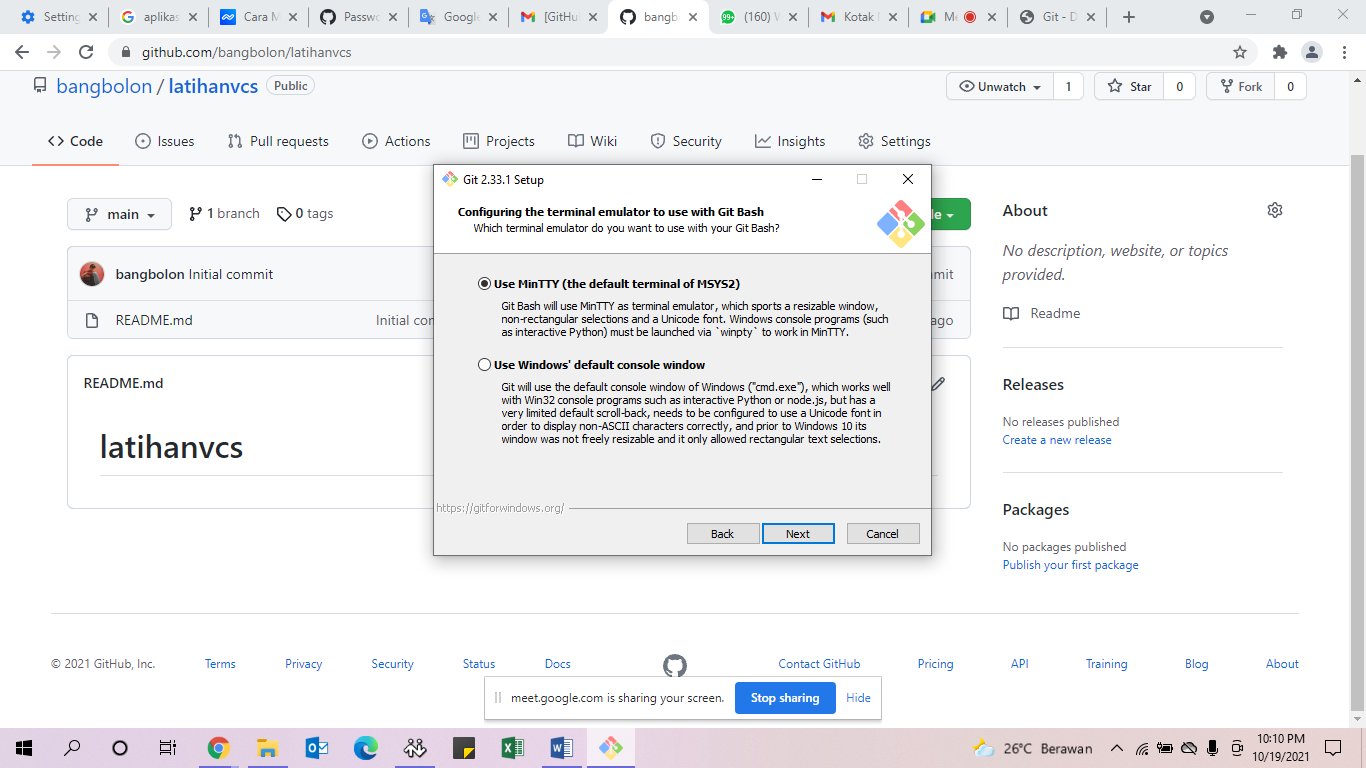 Setting
aplikas
Cara M
Passwo
Google
[GitHu
bangb
(160) W
Kotak
M
Git - D
github.com/bangbolon/latihanvcs
bangbolon / latihanvcs Public
Unwatch 1
Star 0
Fork 0
Code
Issues
Pull requests
Actions
Projects
Wiki
Security
Insights
Settings
main
1 branch
0 tags
de
bangbolon Initial commit
mmit
README.md
Initial com
ago
README.md
latihanvcs
About
No description, website, or topics
provided.
Readme
Releases
No releases published
Create a new release
Packages
No packages published
Publish your first package
Git 2.33.1 Setup
Configuring the terminal emulator to use with Git Bash
Which terminal emulator do you want to use with your Git Bash?
Use MinTTY (the default terminal of MSYS2)
Git Bash will use MinTTY as terminal emulator, which sports a resizable window,
non-rectangular selections and a Unicode font. Windows console programs (such
as interactive Python) must be launched via `winpty` to work in MinTTY.
Use Windows' default console window
Git will use the default console window of Windows ("cmd.exe"), which works well
with Win32 console programs such as interactive Python or node.js, but has a
very limited default scroll-back, needs to be configured to use a Unicode font in
order to display non-ASCII characters correctly, and prior to Windows 10 its
window was not freely resizable and it only allowed rectangular text selections.
https://gitforwindows.org/
Back
Next
Cancel
© 2021 GitHub, Inc.
Terms
Privacy
Security
Status
Docs
Contact GitHub
Pricing
API
Training
Blog
About
meet.google.com is sharing your screen.
Stop sharing
Hide
26°C Berawan
10:10 PM
10/19/2021